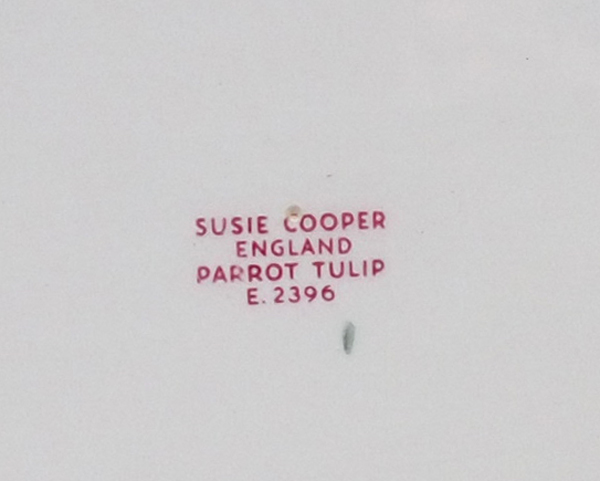 SUSIE COOPER
ENGLAND
PARROT TULIP
E. 2396